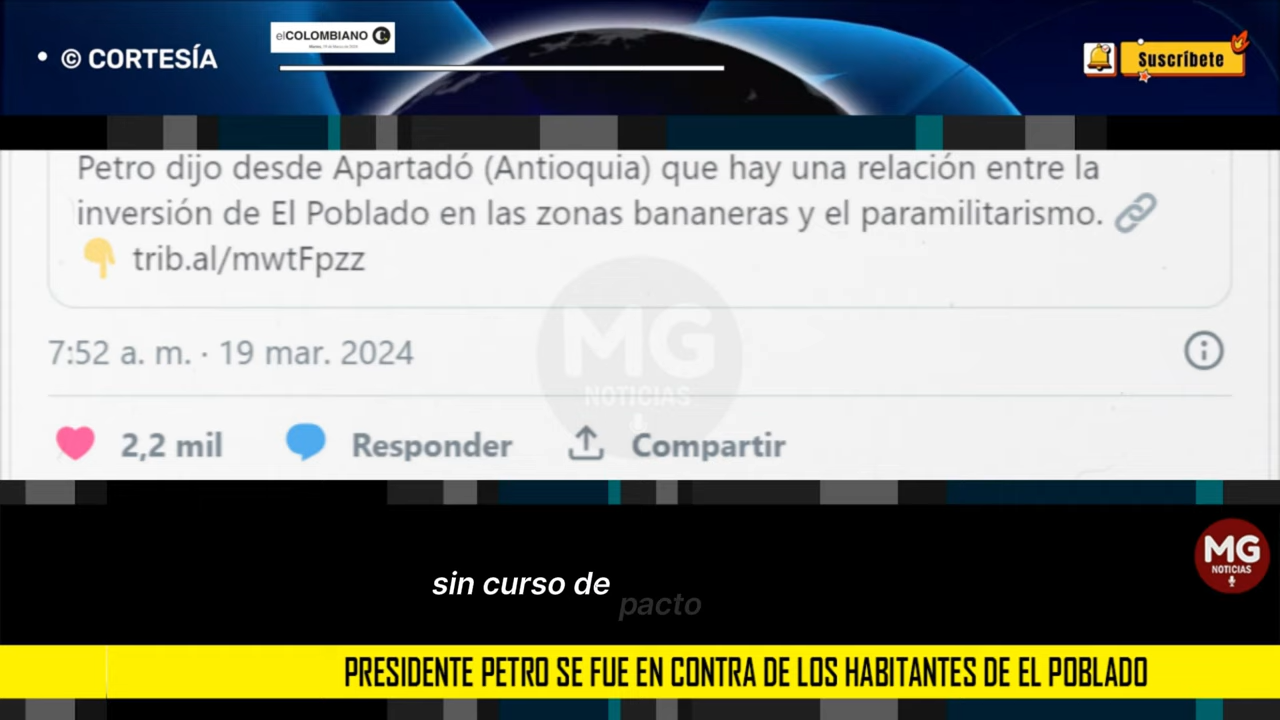 • © CORTESÍA
elCOLOMBIANO
Suscríbete
Petro dijo desde Apartadó (Antioquia) que hay una relación entre la
inversión de El Poblado en las zonas bananeras y el paramilitarismo. 🔗
👇 trib.al/mwtFpzz
MG
NOTICIAS
7:52 a. m. · 19 mar. 2024
2,2 mil Responder Compartir
MG
NOTICIAS
sin curso de
pacto
PRESIDENTE PETRO SE FUE EN CONTRA DE LOS HABITANTES DE EL POBLADO